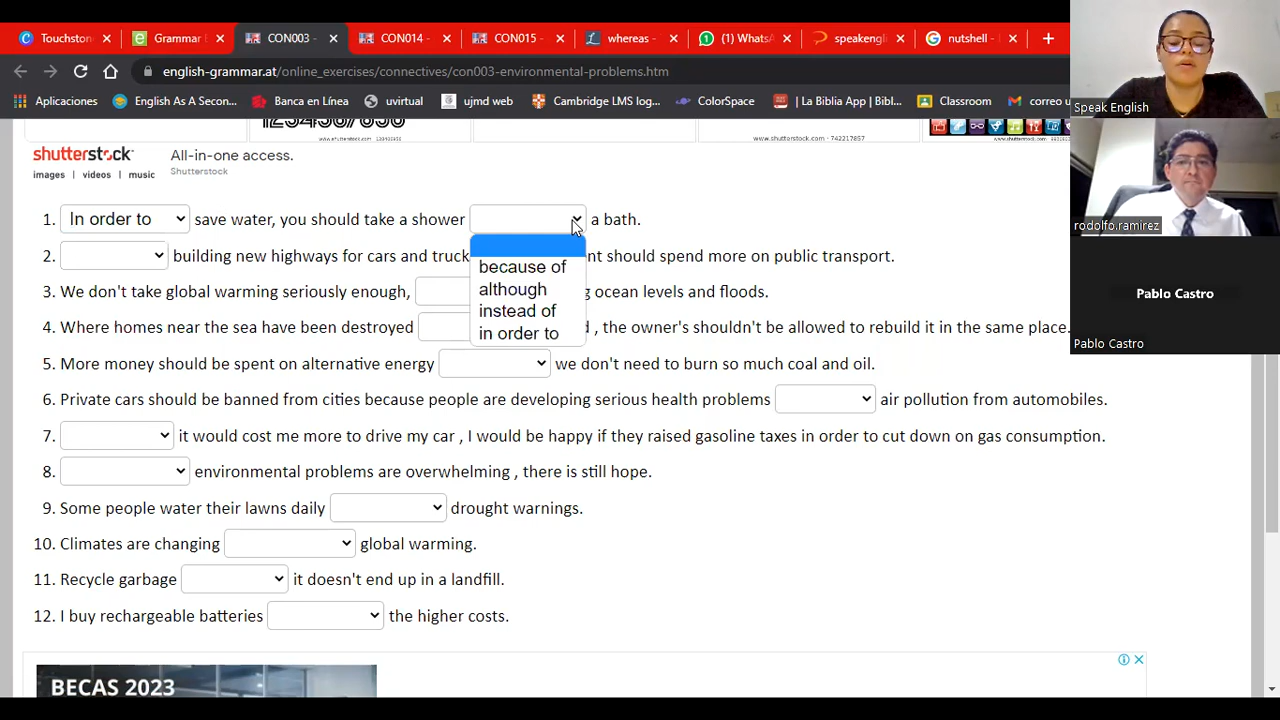 Touchstone
Grammar E
CON003 -
CON014 -
CON015 -
whereas -
(1) WhatsA
speakengli
nutshell -
english-grammar.at/online_exercises/connectives/con003-environmental-problems.htm
Aplicaciones
English As A Secon...
Banca en Línea
uvirtual
ujmd web
Cambridge LMS log...
ColorSpace
| La Biblia App | Bibl...
Classroom
correo u
Speak English
www.shutterstock.com · 742217857
shutterstock
images | videos | music
All-in-one access.
Shutterstock
rodolfo.ramirez
1. In order to save water, you should take a shower a bath.
because of
although
instead of
in order to
2. building new highways for cars and truck nt should spend more on public transport.
3. We don't take global warming seriously enough, g ocean levels and floods.
4. Where homes near the sea have been destroyed d , the owner's shouldn't be allowed to rebuild it in the same place.
Pablo Castro
Pablo Castro
5. More money should be spent on alternative energy we don't need to burn so much coal and oil.
6. Private cars should be banned from cities because people are developing serious health problems air pollution from automobiles.
7. it would cost me more to drive my car , I would be happy if they raised gasoline taxes in order to cut down on gas consumption.
8. environmental problems are overwhelming , there is still hope.
9. Some people water their lawns daily drought warnings.
10. Climates are changing global warming.
11. Recycle garbage it doesn't end up in a landfill.
12. I buy rechargeable batteries the higher costs.
BECAS 2023